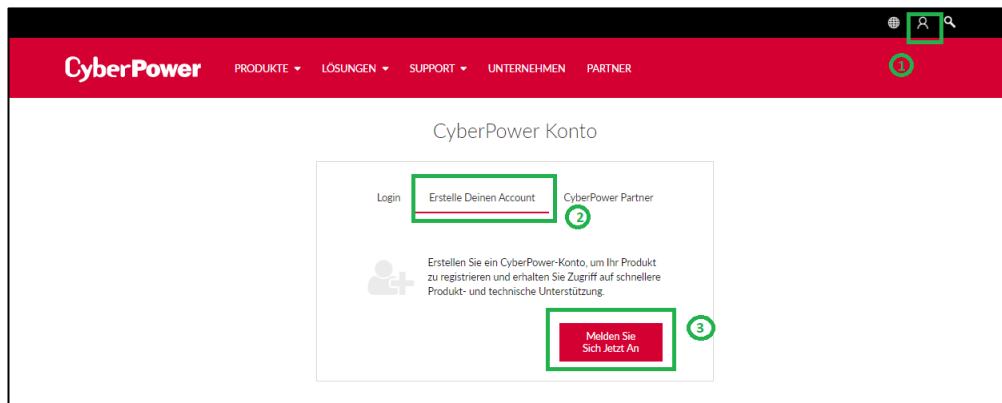 1
CyberPower PRODUKTE LÖSUNGEN SUPPORT UNTERNEHMEN PARTNER
CyberPower Konto
Login Erstelle Deinen Account CyberPower Partner
2
Erstellen Sie ein CyberPower-Konto, um Ihr Produkt
zu registrieren und erhalten Sie Zugriff auf schnellere
Produkt- und technische Unterstützung.
Melden Sie
Sich Jetzt An
3